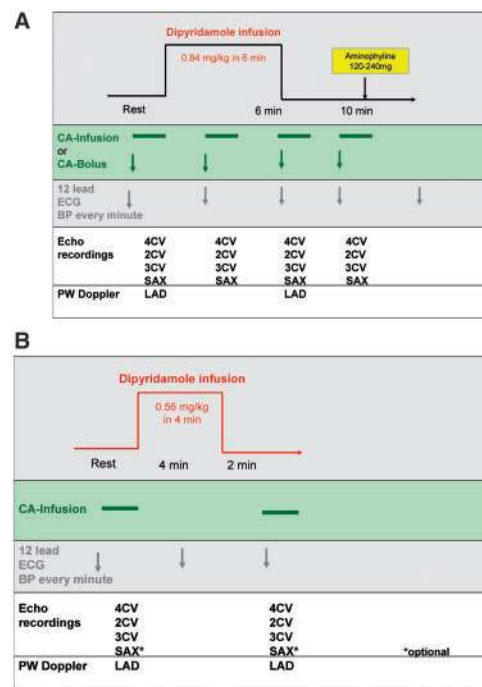 A
Dipyridamole infusion
0.84 mg/kg in 6 min
Aminophyline
120-240mg
Rest
6 min
10 min
CA-Infusion
or
CA-Bolus
12 lead
ECG
BP every minute
Echo recordings
4CV 4CV 4CV 4CV
2CV 2CV 2CV 2CV
3CV 3CV 3CV 3CV
SAX SAX SAX SAX
PW Doppler LAD LAD
B
Dipyridamole infusion
0.56 mg/kg
in 4 min
Rest
4 min
2 min
CA-Infusion
12 lead
ECG
BP every minute
Echo recordings
4CV 4CV
2CV 2CV
3CV 3CV
SAX* SAX* *optional
PW Doppler LAD LAD